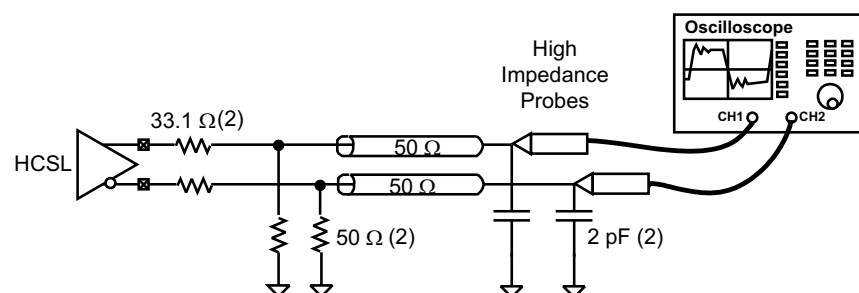 Oscilloscope
High
Impedance
Probes
CH1
CH2
33.1 Ω(2)
HCSL
50 Ω
50 Ω
50 Ω (2)
2 pF (2)